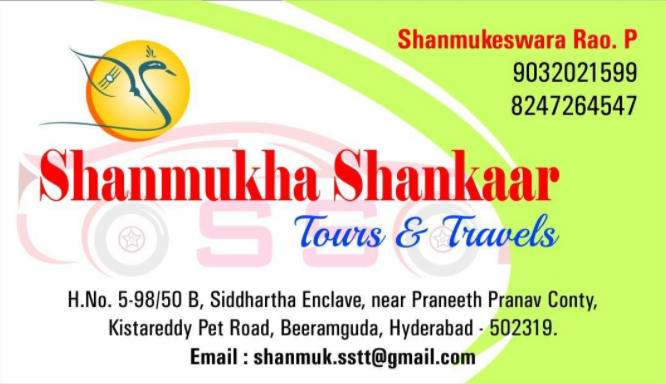 Shanmukeswara Rao. P
9032021599
8247264547
Shanmukha Shankaar
Tours & Travels
H.No. 5-98/50 B, Siddhartha Enclave, near Praneeth Pranav Conty,
Kistareddy Pet Road, Beeramguda, Hyderabad - 502319.
Email : shanmuk.sstt@gmail.com